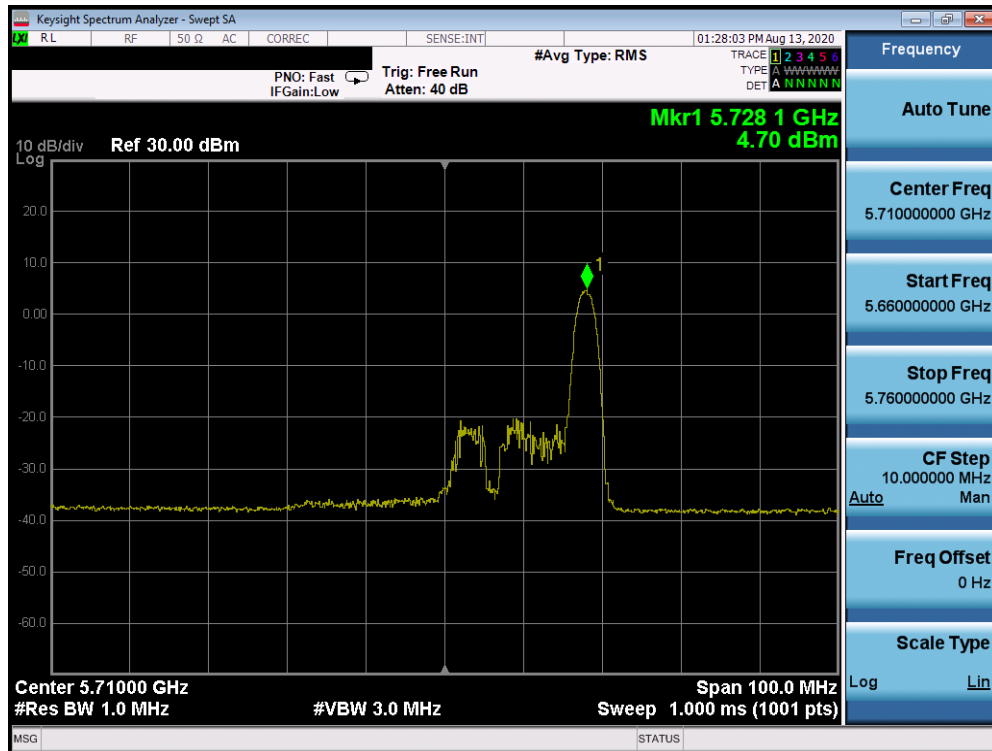 Keysight Spectrum Analyzer - Swept SA
LXI RL RF 50 Ω AC CORREC SENSE:INT 01:28:03 PM Aug 13, 2020
PNO: Fast
IFGain:Low
Trig: Free Run
Atten: 40 dB
#Avg Type: RMS
TRACE 1 2 3 4 5 6
TYPE A WWWWW
DET A N N N N N
Mkr1 5.728 1 GHz
4.70 dBm
10 dB/div
Log
Ref 30.00 dBm
20.0
10.0
1
0.00
-10.0
-20.0
-30.0
-40.0
-50.0
-60.0
Center 5.71000 GHz
Span 100.0 MHz
#Res BW 1.0 MHz
#VBW 3.0 MHz
Sweep 1.000 ms (1001 pts)
MSG
STATUS
Frequency
Auto Tune
Center Freq
5.710000000 GHz
Start Freq
5.660000000 GHz
Stop Freq
5.760000000 GHz
CF Step
10.000000 MHz
Auto Man
Freq Offset
0 Hz
Scale Type
Log Lin